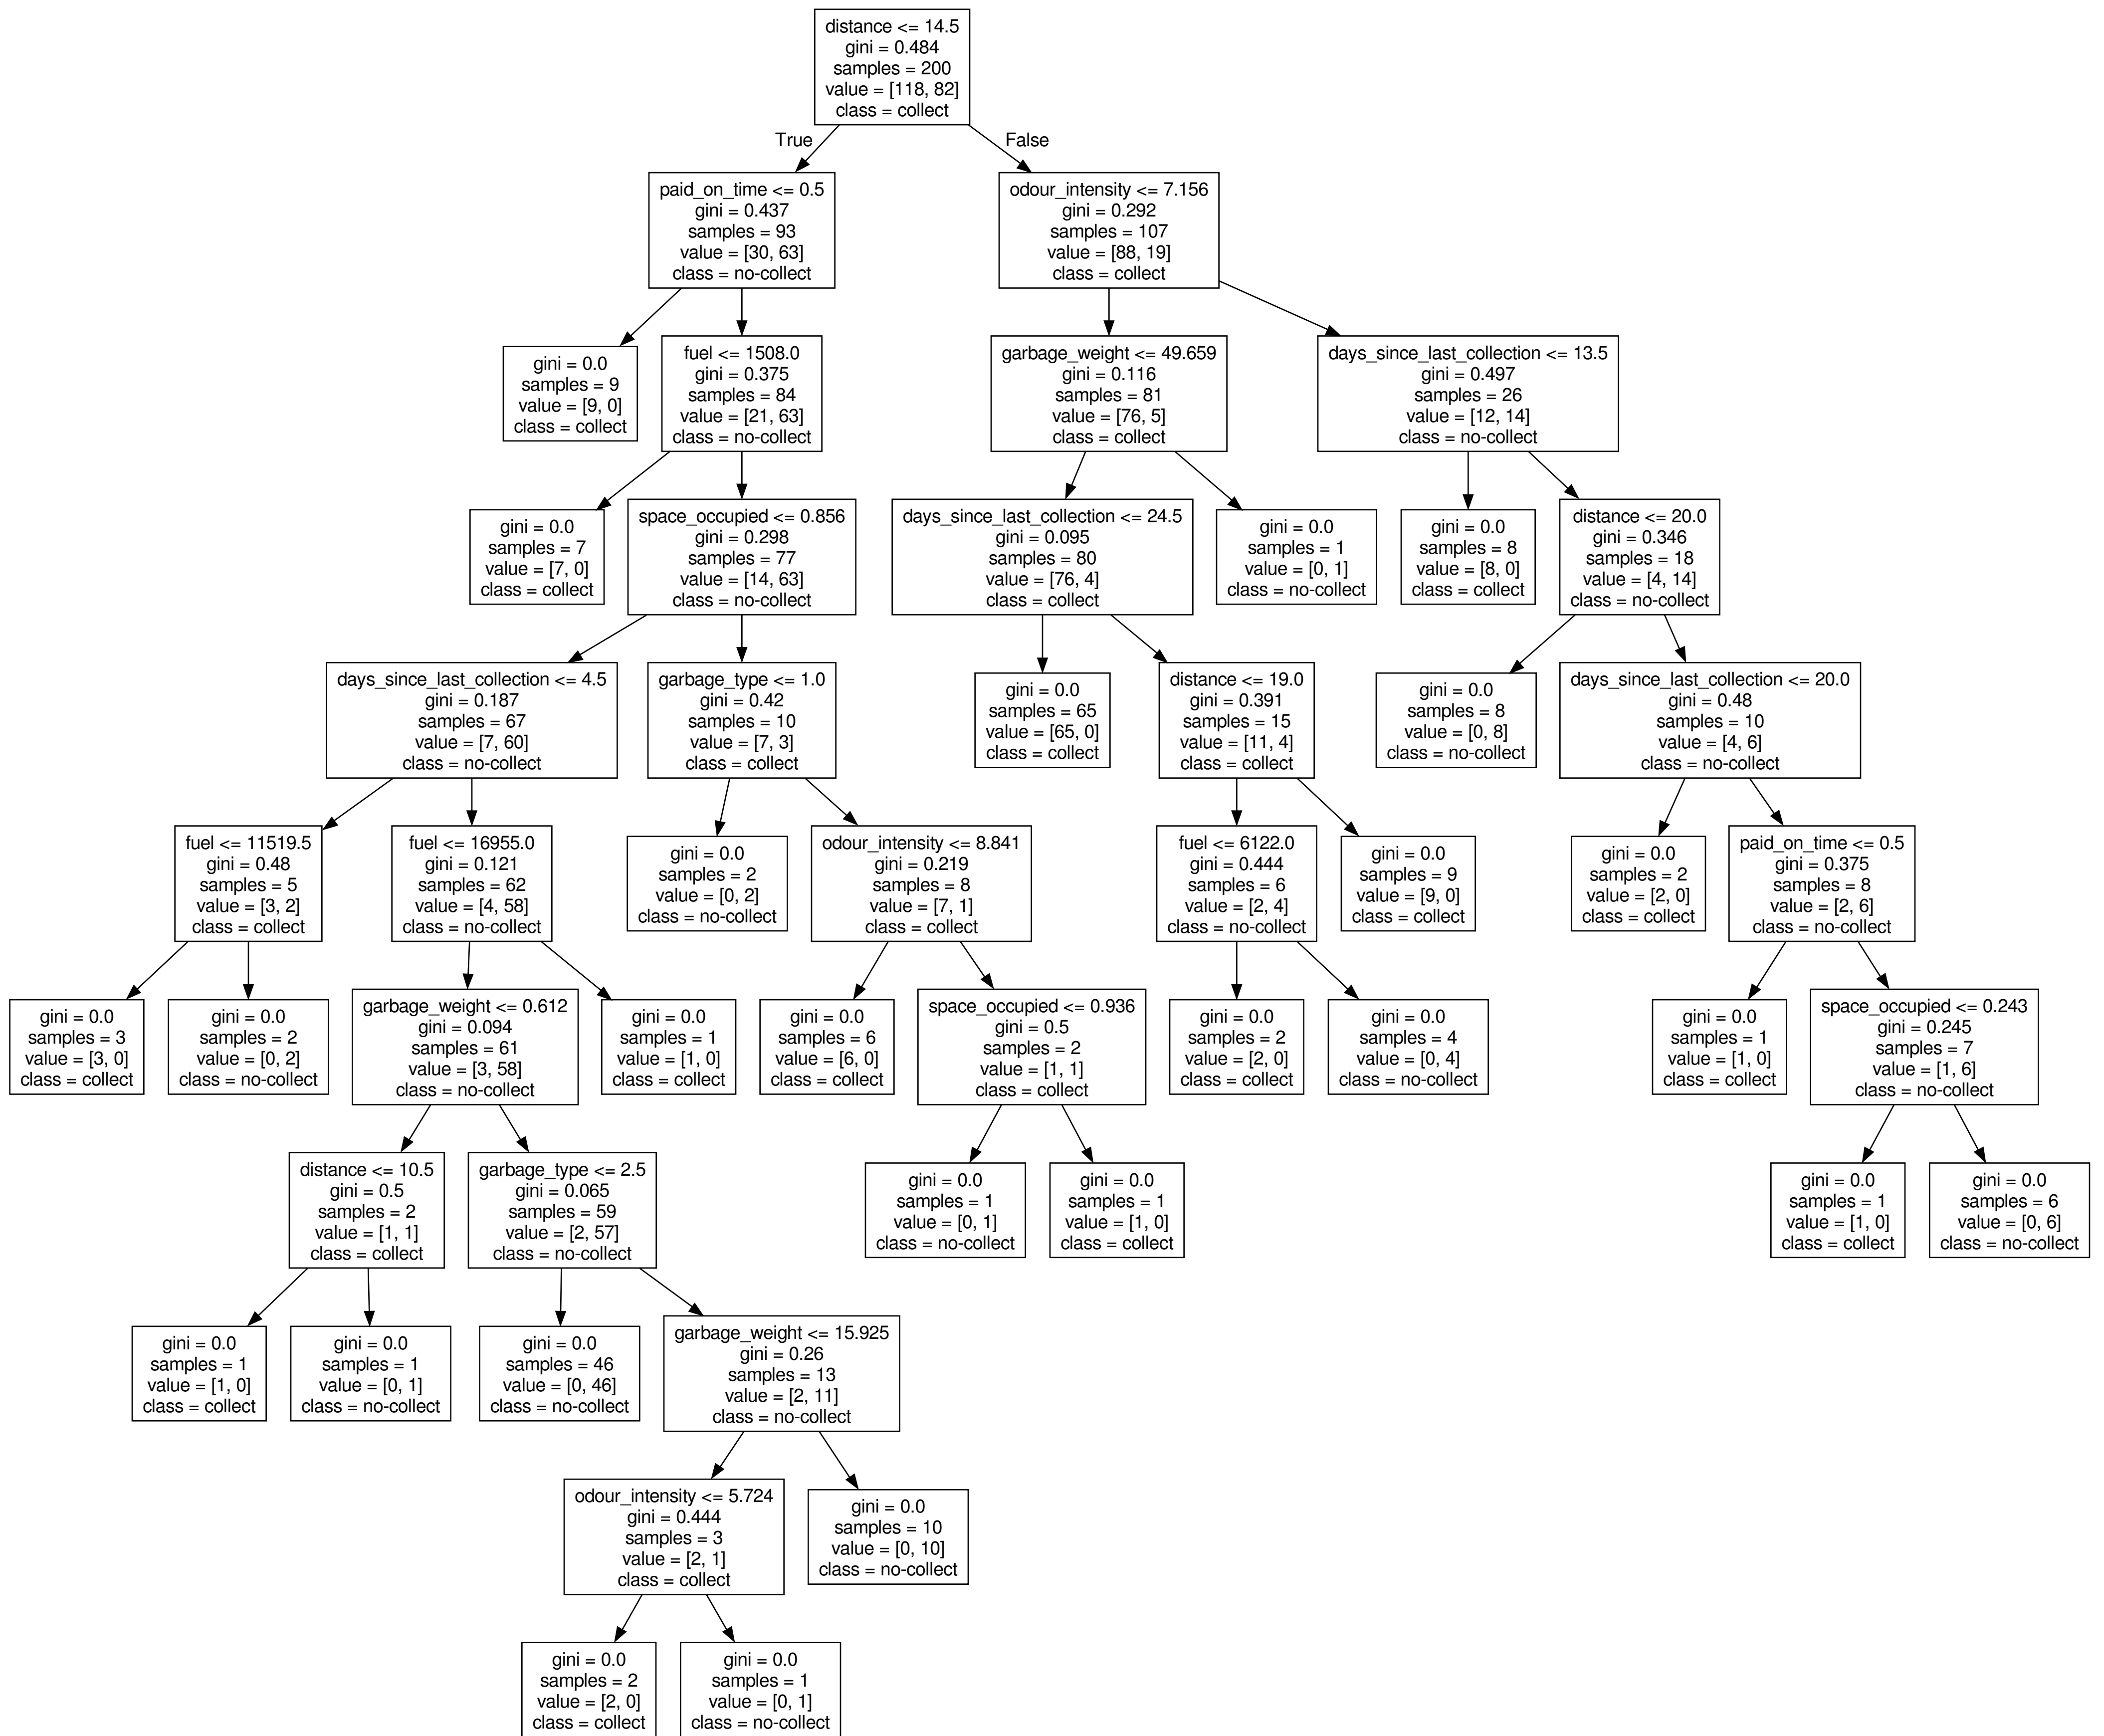 distance <= 14.5
gini = 0.484
samples = 200
value = [118, 82]
class = collect
True
False
paid_on_time <= 0.5
gini = 0.437
samples = 93
value = [30, 63]
class = no-collect
odour_intensity <= 7.156
gini = 0.292
samples = 107
value = [88, 19]
class = collect
gini = 0.0
samples = 9
value = [9, 0]
class = collect
fuel <= 1508.0
gini = 0.375
samples = 84
value = [21, 63]
class = no-collect
garbage_weight <= 49.659
gini = 0.116
samples = 81
value = [76, 5]
class = collect
days_since_last_collection <= 13.5
gini = 0.497
samples = 26
value = [12, 14]
class = no-collect
gini = 0.0
samples = 7
value = [7, 0]
class = collect
space_occupied <= 0.856
gini = 0.298
samples = 77
value = [14, 63]
class = no-collect
days_since_last_collection <= 24.5
gini = 0.095
samples = 80
value = [76, 4]
class = collect
gini = 0.0
samples = 1
value = [0, 1]
class = no-collect
gini = 0.0
samples = 8
value = [8, 0]
class = collect
distance <= 20.0
gini = 0.346
samples = 18
value = [4, 14]
class = no-collect
days_since_last_collection <= 4.5
gini = 0.187
samples = 67
value = [7, 60]
class = no-collect
garbage_type <= 1.0
gini = 0.42
samples = 10
value = [7, 3]
class = collect
gini = 0.0
samples = 65
value = [65, 0]
class = collect
distance <= 19.0
gini = 0.391
samples = 15
value = [11, 4]
class = collect
gini = 0.0
samples = 8
value = [0, 8]
class = no-collect
days_since_last_collection <= 20.0
gini = 0.48
samples = 10
value = [4, 6]
class = no-collect
fuel <= 11519.5
gini = 0.48
samples = 5
value = [3, 2]
class = collect
fuel <= 16955.0
gini = 0.121
samples = 62
value = [4, 58]
class = no-collect
gini = 0.0
samples = 2
value = [0, 2]
class = no-collect
odour_intensity <= 8.841
gini = 0.219
samples = 8
value = [7, 1]
class = collect
fuel <= 6122.0
gini = 0.444
samples = 6
value = [2, 4]
class = no-collect
gini = 0.0
samples = 9
value = [9, 0]
class = collect
gini = 0.0
samples = 2
value = [2, 0]
class = collect
paid_on_time <= 0.5
gini = 0.375
samples = 8
value = [2, 6]
class = no-collect
gini = 0.0
samples = 3
value = [3, 0]
class = collect
gini = 0.0
samples = 2
value = [0, 2]
class = no-collect
garbage_weight <= 0.612
gini = 0.094
samples = 61
value = [3, 58]
class = no-collect
gini = 0.0
samples = 1
value = [1, 0]
class = collect
gini = 0.0
samples = 6
value = [6, 0]
class = collect
space_occupied <= 0.936
gini = 0.5
samples = 2
value = [1, 1]
class = collect
gini = 0.0
samples = 2
value = [2, 0]
class = collect
gini = 0.0
samples = 4
value = [0, 4]
class = no-collect
gini = 0.0
samples = 1
value = [1, 0]
class = collect
space_occupied <= 0.243
gini = 0.245
samples = 7
value = [1, 6]
class = no-collect
distance <= 10.5
gini = 0.5
samples = 2
value = [1, 1]
class = collect
garbage_type <= 2.5
gini = 0.065
samples = 59
value = [2, 57]
class = no-collect
gini = 0.0
samples = 1
value = [0, 1]
class = no-collect
gini = 0.0
samples = 1
value = [1, 0]
class = collect
gini = 0.0
samples = 1
value = [1, 0]
class = collect
gini = 0.0
samples = 6
value = [0, 6]
class = no-collect
gini = 0.0
samples = 1
value = [1, 0]
class = collect
gini = 0.0
samples = 1
value = [0, 1]
class = no-collect
gini = 0.0
samples = 46
value = [0, 46]
class = no-collect
garbage_weight <= 15.925
gini = 0.26
samples = 13
value = [2, 11]
class = no-collect
odour_intensity <= 5.724
gini = 0.444
samples = 3
value = [2, 1]
class = collect
gini = 0.0
samples = 10
value = [0, 10]
class = no-collect
gini = 0.0
samples = 2
value = [2, 0]
class = collect
gini = 0.0
samples = 1
value = [0, 1]
class = no-collect